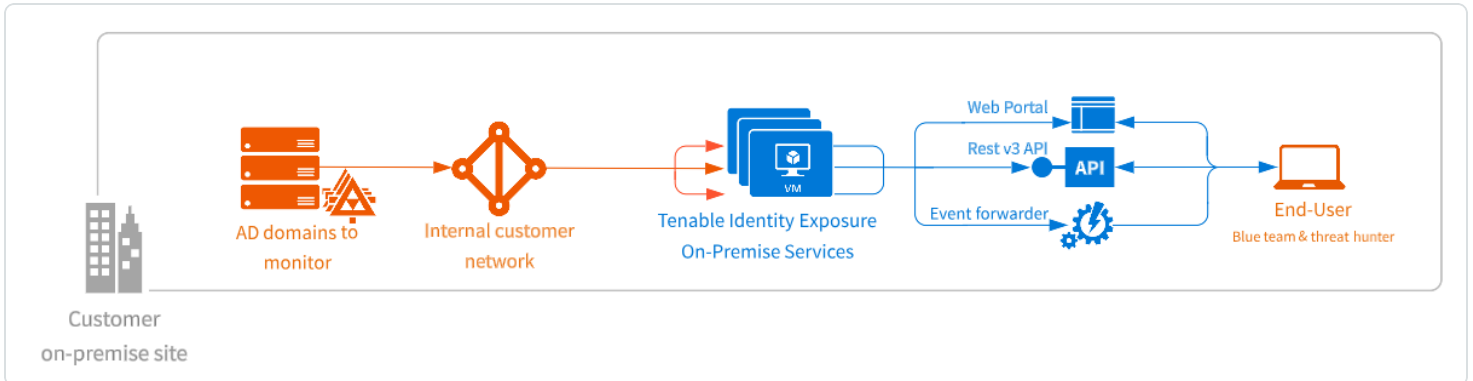 AD domains to
monitor
Internal customer
network
VM
Tenable Identity Exposure
On-Premise Services
Web Portal
Rest v3 API
API
Event forwarder
End-User
Blue team & threat hunter
Customer
on-premise site